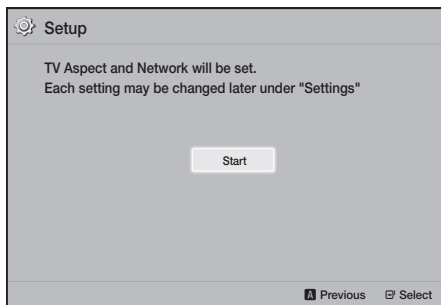 Setup
TV Aspect and Network will be set.
Each setting may be changed later under "Settings"
Start
A Previous Select